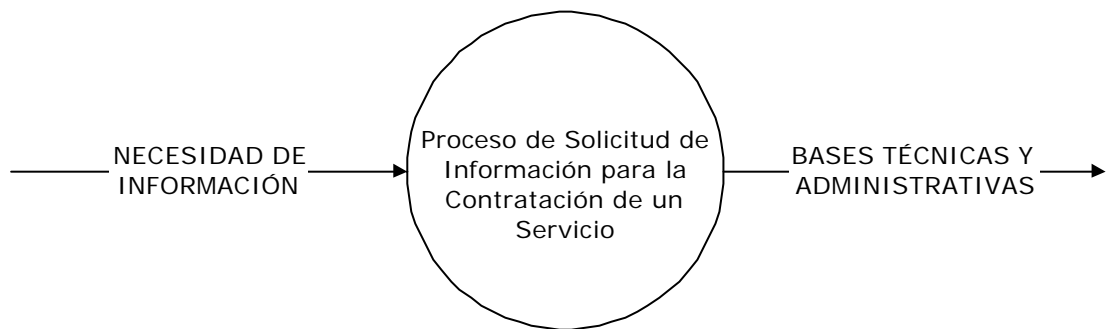 NECESIDAD DE
INFORMACIÓN
Proceso de Solicitud de
Información para la
Contratación de un
Servicio
BASES TÉCNICAS Y
ADMINISTRATIVAS